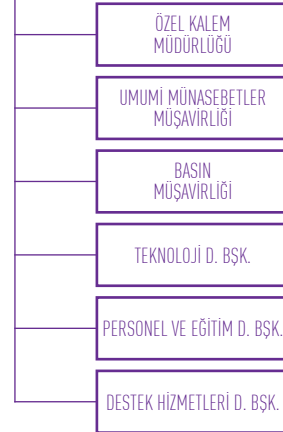 ÖZEL KALEM
MÜDÜRLÜĞÜ
UMUMİ MÜNASEBETLER
MÜŞAVİRLİĞİ
BASIN
MÜŞAVİRLİĞİ
TEKNOLOJİ D. BŞK.
PERSONEL VE EĞİTİM D. BŞK.
DESTEK HİZMETLERİ D. BŞK.